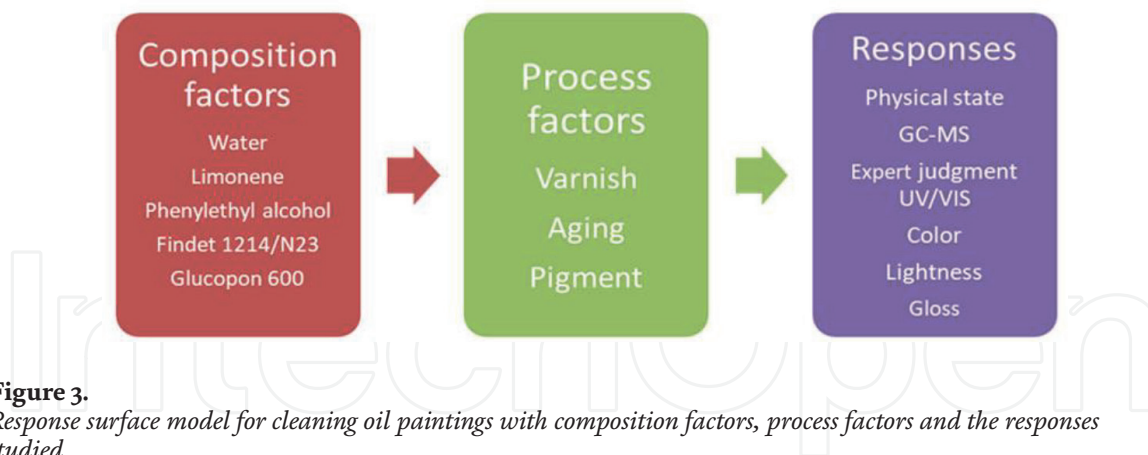 Composition
factors
Water
Limonene
Phenylethyl alcohol
Findet 1214/N23
Glucopon 600
Process
factors
Varnish
Aging
Pigment
Responses
Physical state
GC-MS
Expert judgment
UV/VIS
Color
Lightness
Gloss
IntechOpen
Figure 3.
Response surface model for cleaning oil paintings with composition factors, process factors and the responses
studied.